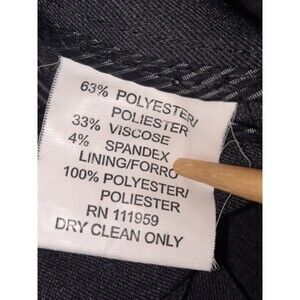 63% POLYESTER/
POLIESTER
33% VISCOSE
4% SPANDEX
LINING/FORRO
100% POLYESTER/
POLIESTER
RN 111959
DRY CLEAN ONLY